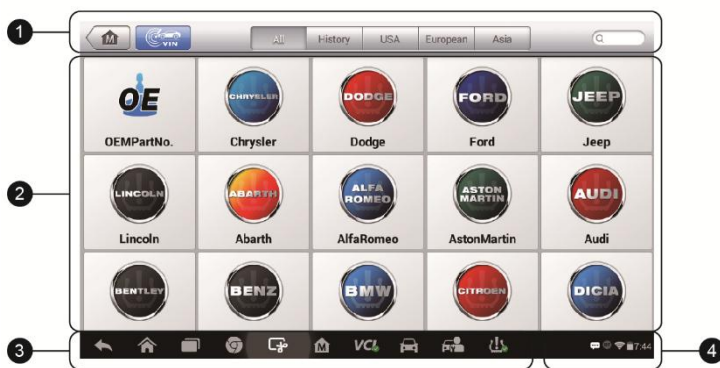 1
M
VIN
All History USA European Asia
2
OE
CHRYSLER
DODGE
FORD
JEEP
OEMPartNo. Chrysler Dodge Ford Jeep
LINCOLN
ABARTH
ALFA
ROMEO
ASTON
MARTIN
AUDI
Lincoln Abarth AlfaRomeo AstonMartin Audi
BENTLEY
BENZ
BMW
CITROEN
DICIA
3
M
VCI
7:44
4